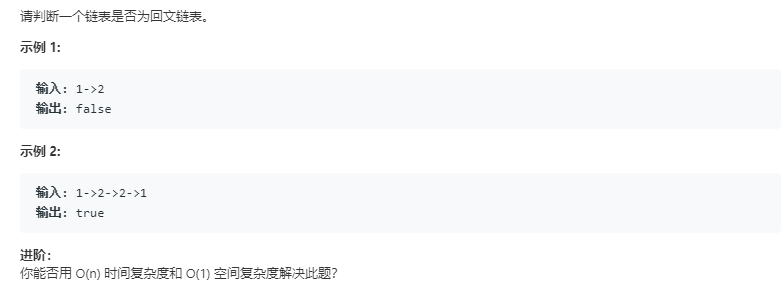 请判断一个链表是否为回文链表。
示例 1:
输入: 1->2
输出: false
示例 2:
输入: 1->2->2->1
输出: true
进阶：
你能否用 O(n) 时间复杂度和 O(1) 空间复杂度解决此题？